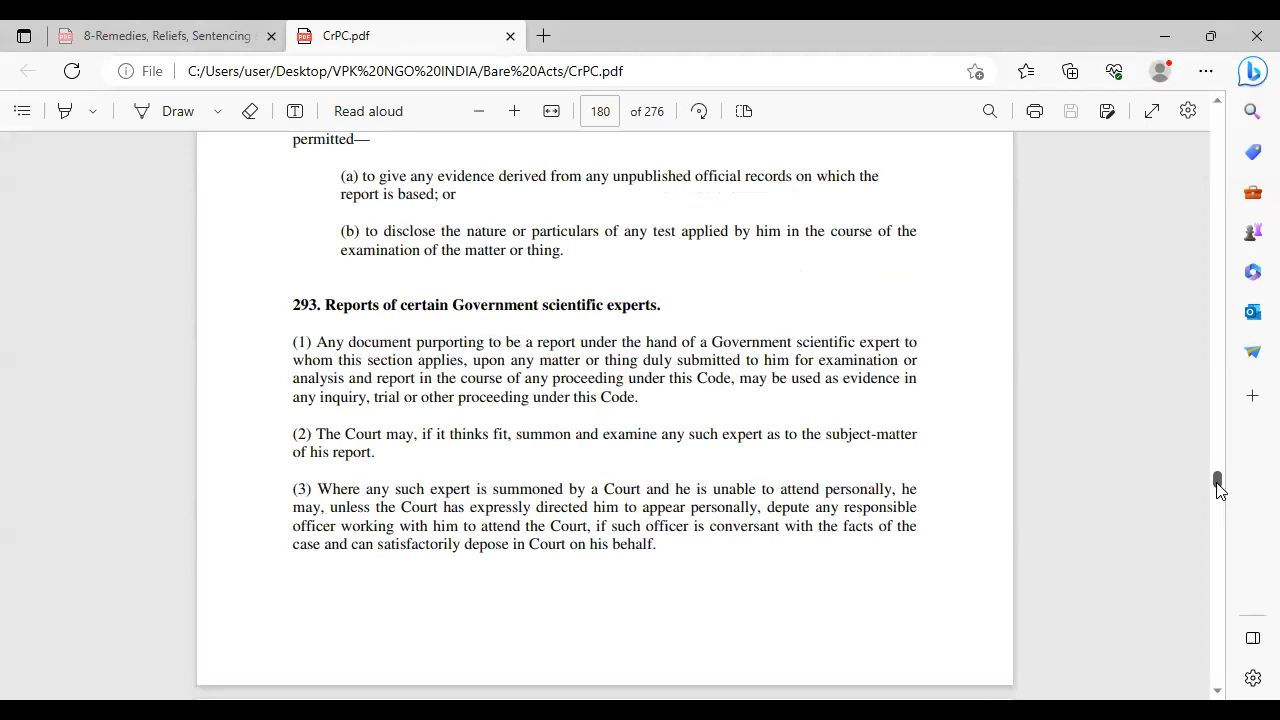 8-Remedies, Reliefs, Sentencing
CrPC.pdf
File
C:/Users/user/Desktop/VPK%20NGO%20INDIA/Bare%20Acts/CrPC.pdf
Draw
Read aloud
180
of 276
permitted—
(a) to give any evidence derived from any unpublished official records on which the
report is based; or
(b) to disclose the nature or particulars of any test applied by him in the course of the
examination of the matter or thing.
293. Reports of certain Government scientific experts.
(1) Any document purporting to be a report under the hand of a Government scientific expert to
whom this section applies, upon any matter or thing duly submitted to him for examination or
analysis and report in the course of any proceeding under this Code, may be used as evidence in
any inquiry, trial or other proceeding under this Code.
(2) The Court may, if it thinks fit, summon and examine any such expert as to the subject-matter
of his report.
(3) Where any such expert is summoned by a Court and he is unable to attend personally, he
may, unless the Court has expressly directed him to appear personally, depute any responsible
officer working with him to attend the Court, if such officer is conversant with the facts of the
case and can satisfactorily depose in Court on his behalf.